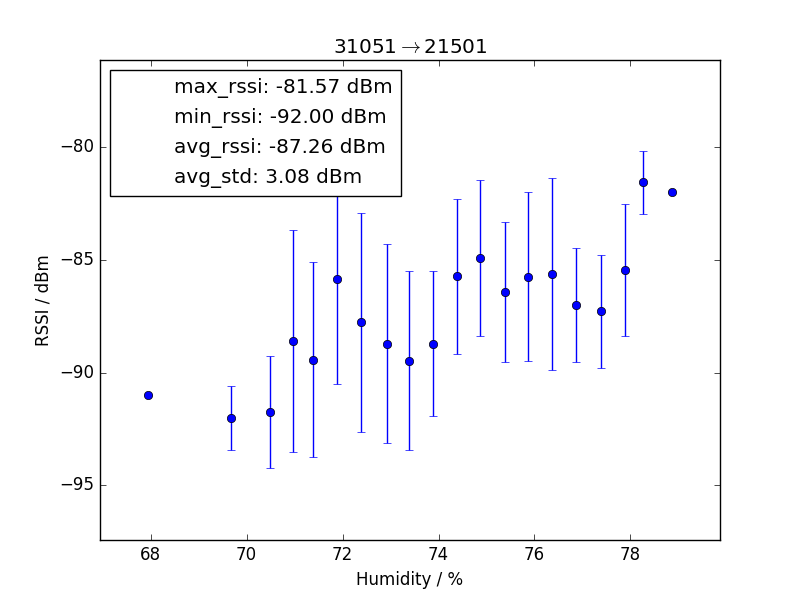 31051→21501
max_rssi: -81.57 dBm
min_rssi: -92.00 dBm
avg_rssi: -87.26 dBm
avg_std: 3.08 dBm
−80
−85
−90
−95
RSSI / dBm
68 70 72 74 76 78
Humidity / %